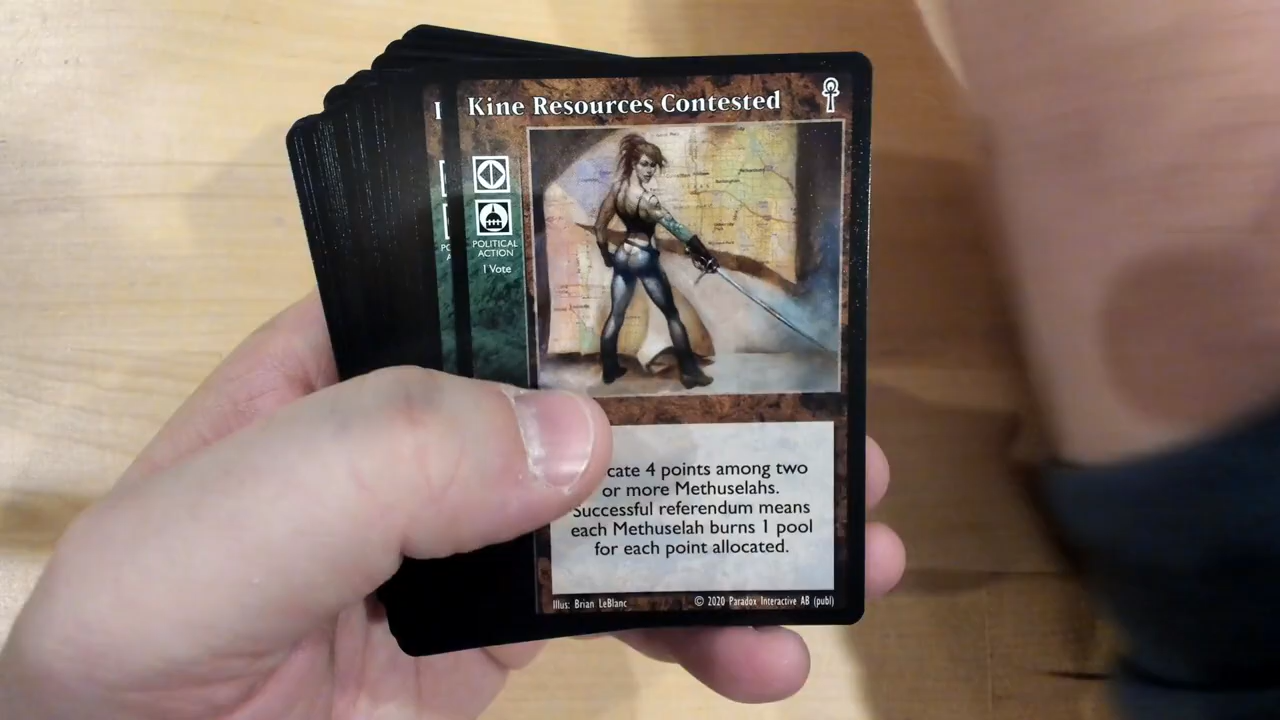 Kine Resources Contested
POLITICAL
ACTION
1 Vote
cate 4 points among two
or more Methuselahs.
Successful referendum means
each Methuselah burns 1 pool
for each point allocated.
Illus: Brian LeBlanc
© 2020 Paradox Interactive AB (publ)